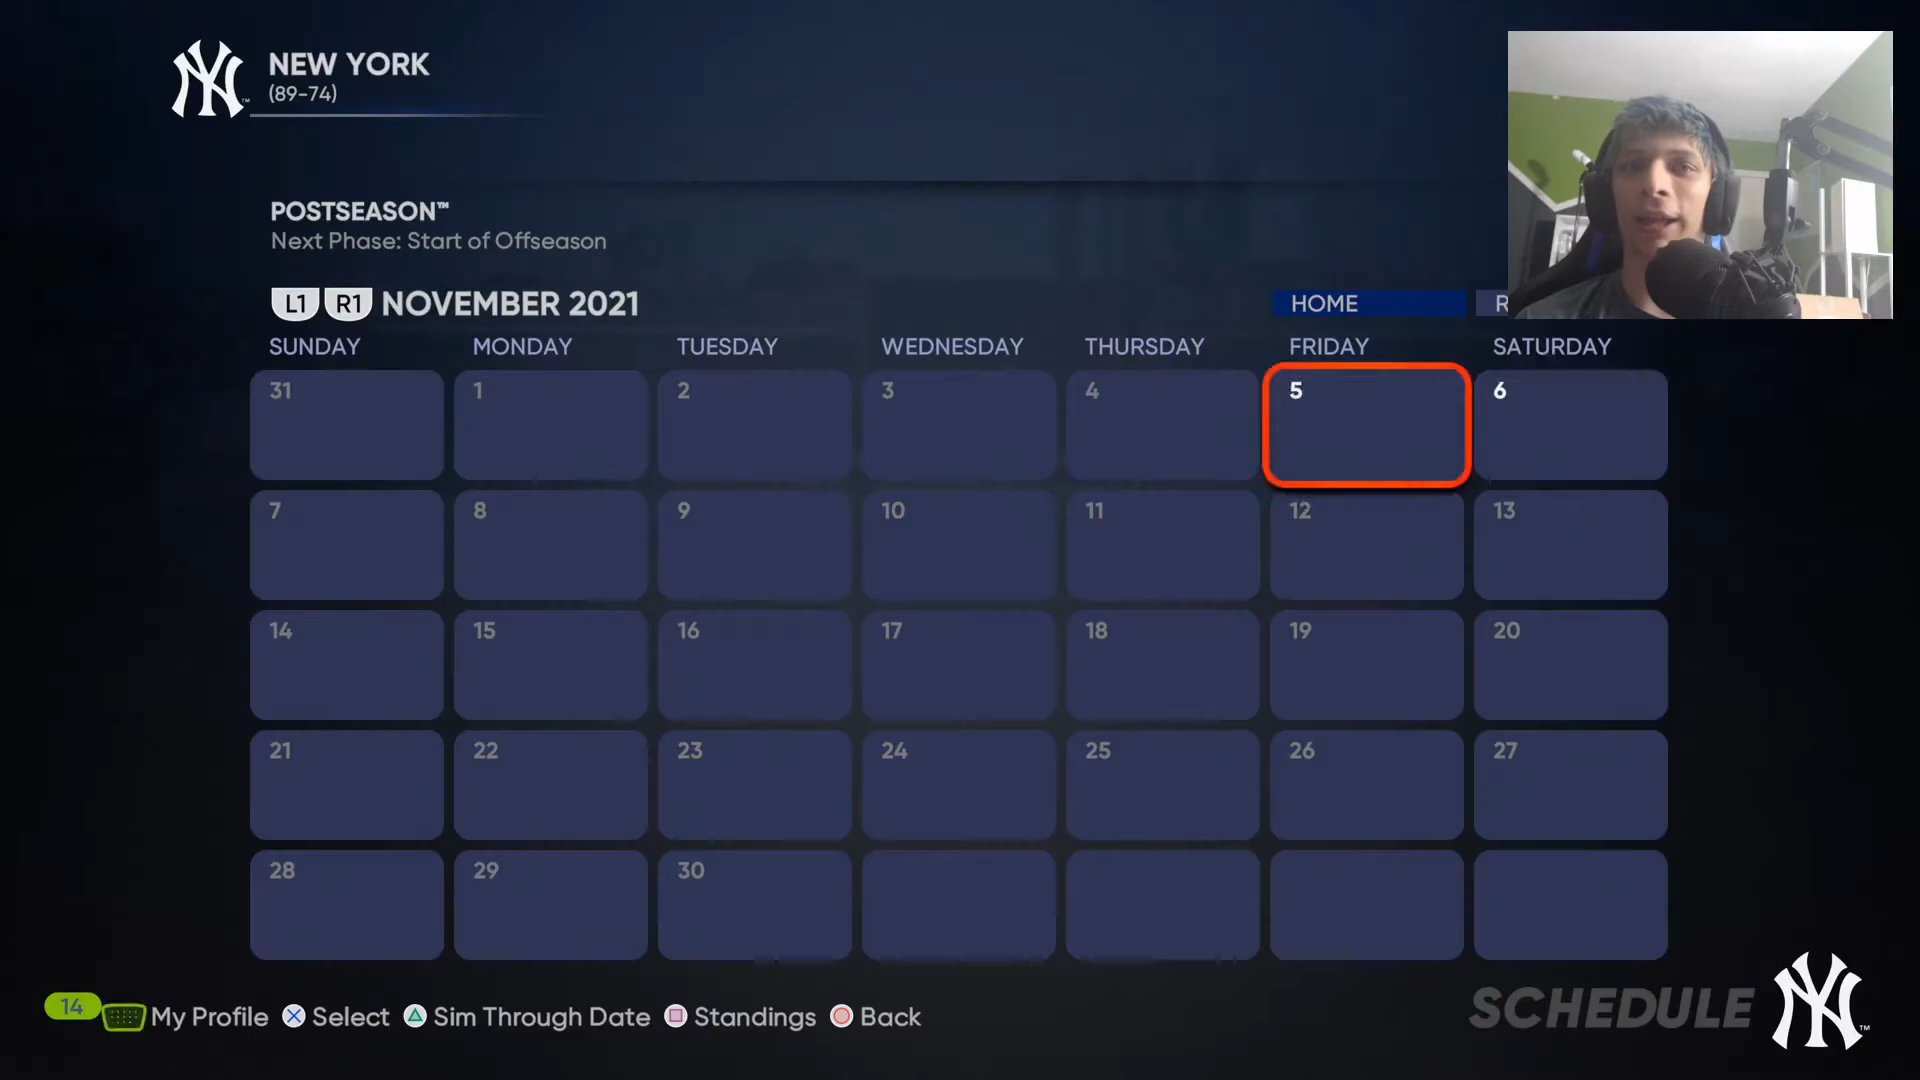 NY™
NEW YORK
(89-74)
POSTSEASON™
Next Phase: Start of Offseason
L1 R1 NOVEMBER 2021
HOME R
SUNDAY MONDAY TUESDAY WEDNESDAY THURSDAY FRIDAY SATURDAY
31 1 2 3 4 5 6
7 8 9 10 11 12 13
14 15 16 17 18 19 20
21 22 23 24 25 26 27
28 29 30
14 My Profile Select Sim Through Date Standings Back
SCHEDULE NY™